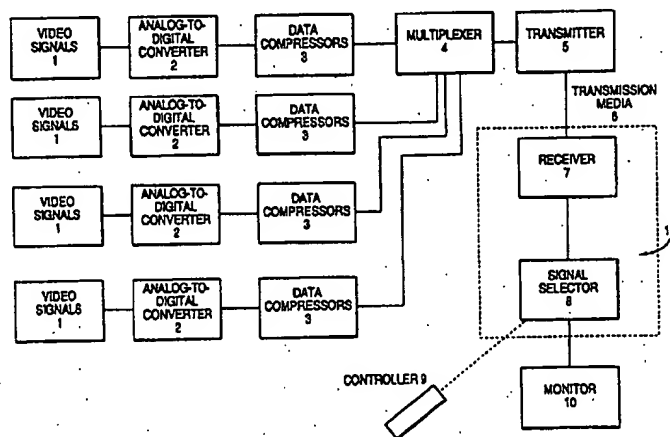 VIDEO
SIGNALS
1
ANALOG-TO-
DIGITAL
CONVERTER
2
DATA
COMPRESSORS
3
MULTIPLEXER
4
TRANSMITTER
5
VIDEO
SIGNALS
1
ANALOG-TO-
DIGITAL
CONVERTER
2
DATA
COMPRESSORS
3
TRANSMISSION
MEDIA
6
RECEIVER
7
VIDEO
SIGNALS
1
ANALOG-TO-
DIGITAL
CONVERTER
2
DATA
COMPRESSORS
3
VIDEO
SIGNALS
1
ANALOG-TO-
DIGITAL
CONVERTER
2
DATA
COMPRESSORS
3
SIGNAL
SELECTOR
8
CONTROLLER 9
MONITOR
10